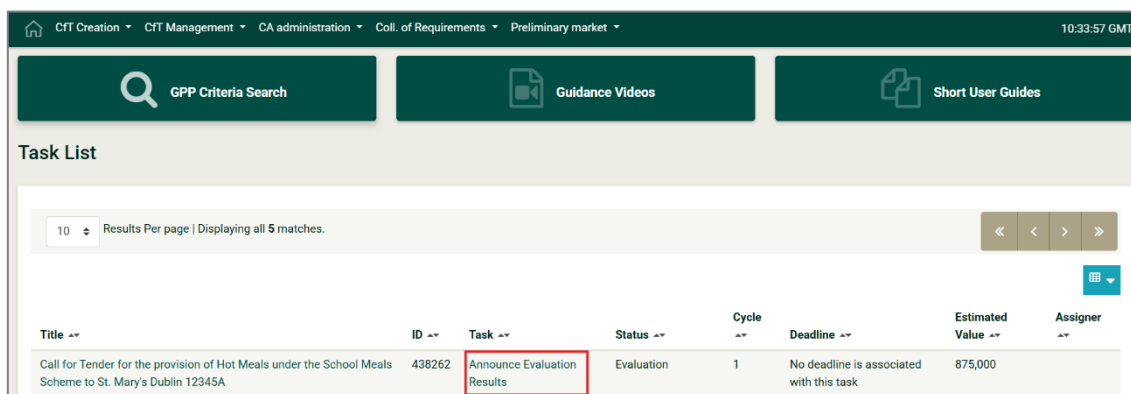 CfT Creation CfT Management CA administration Coll. of Requirements Preliminary market 10:33:57 GMT
GPP Criteria Search Guidance Videos Short User Guides
Task List
10 Results Per page | Displaying all 5 matches.
« < > »
Cycle Estimated Assigner
Title ID Task Status Deadline Value
Call for Tender for the provision of Hot Meals under the School Meals 438262 Announce Evaluation Evaluation 1 No deadline is associated 875,000
Scheme to St. Mary's Dublin 12345A Results with this task